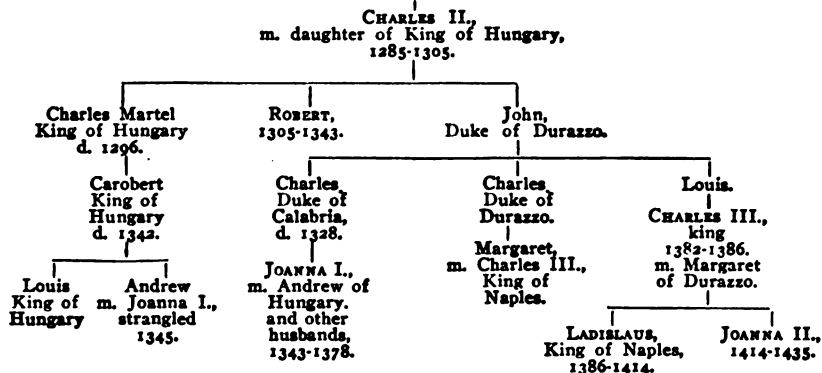 CHARLES II.,
m. daughter of King of Hungary,
1285-1305.
Charles Martel
King of Hungary
d. 1296.
ROBERT,
1305-1343.
John,
Duke of Durazzo.
Carobert
King of
Hungary
d. 1342.
Charles,
Duke of
Calabria,
d. 1328.
Charles,
Duke of
Durazzo.
Louis.
CHARLES III.,
king
1382-1386.
m. Margaret
of Durazzo.
Louis
King of
Hungary
Andrew
m. Joanna I.,
strangled
1345.
JOANNA I.,
m. Andrew of
Hungary.
and other
husbands,
1343-1378.
Margaret,
m. Charles III.,
King of
Naples.
LADISLAUS,
King of Naples,
1386-1414.
JOANNA II.,
1414-1435.